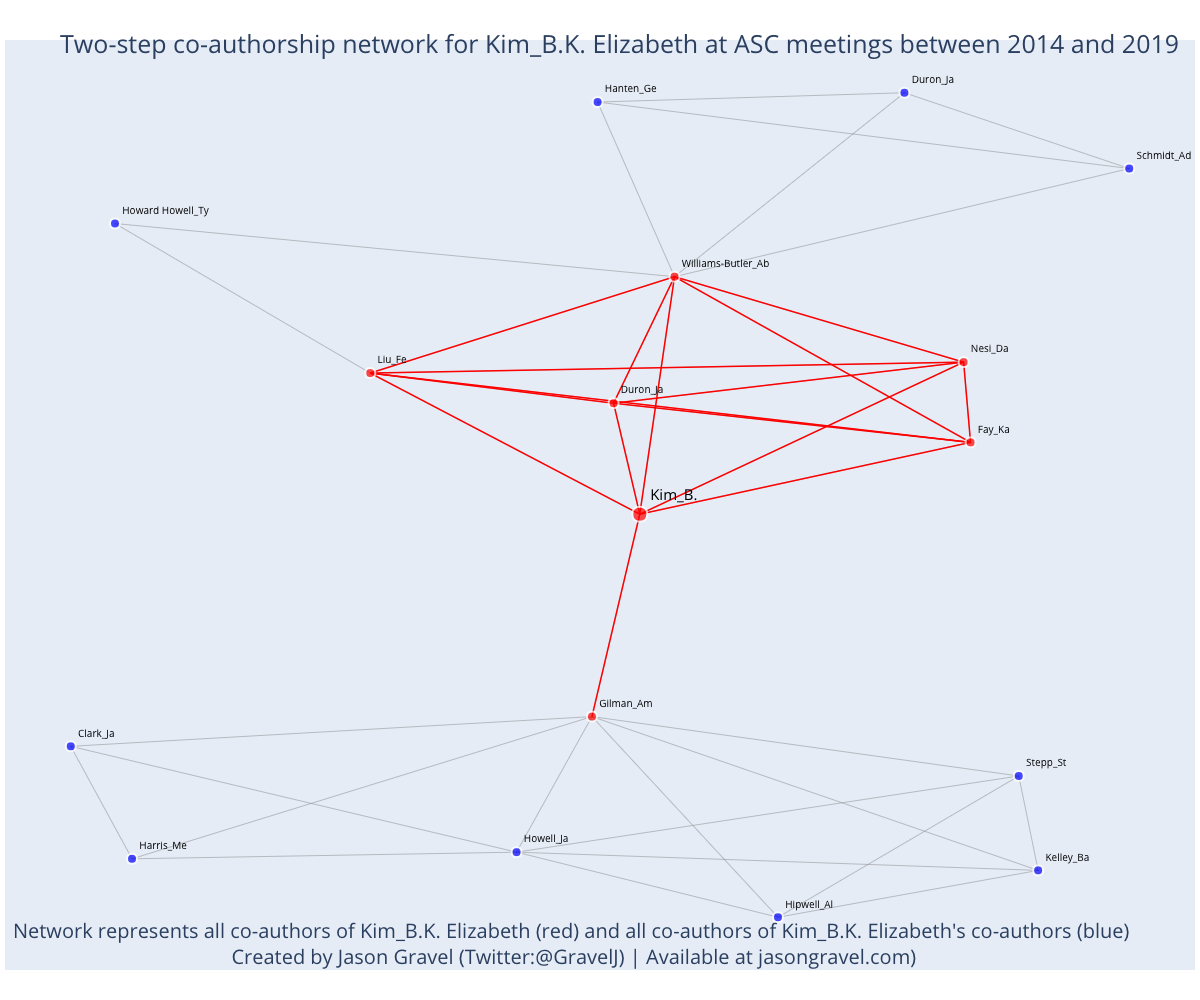 Two-step co-authorship network for Kim_B.K. Elizabeth at ASC meetings between 2014 and 2019
Duron_Ja
Hanten_Ge
Schmidt_Ad
Howard Howell_Ty
Williams-Butler_Ab
Nesi_Da
Liu_Fe
Duron_Ja
Fay_Ka
Kim_B.
Gilman_Am
Clark_Ja
Stepp_St
Howell_Ja
Harris_Me
Kelley_Ba
Hipwell_Al
Network represents all co-authors of Kim_B.K. Elizabeth (red) and all co-authors of Kim_B.K. Elizabeth's co-authors (blue)
Created by Jason Gravel (Twitter:@GravelJ) | Available at jasongravel.com)